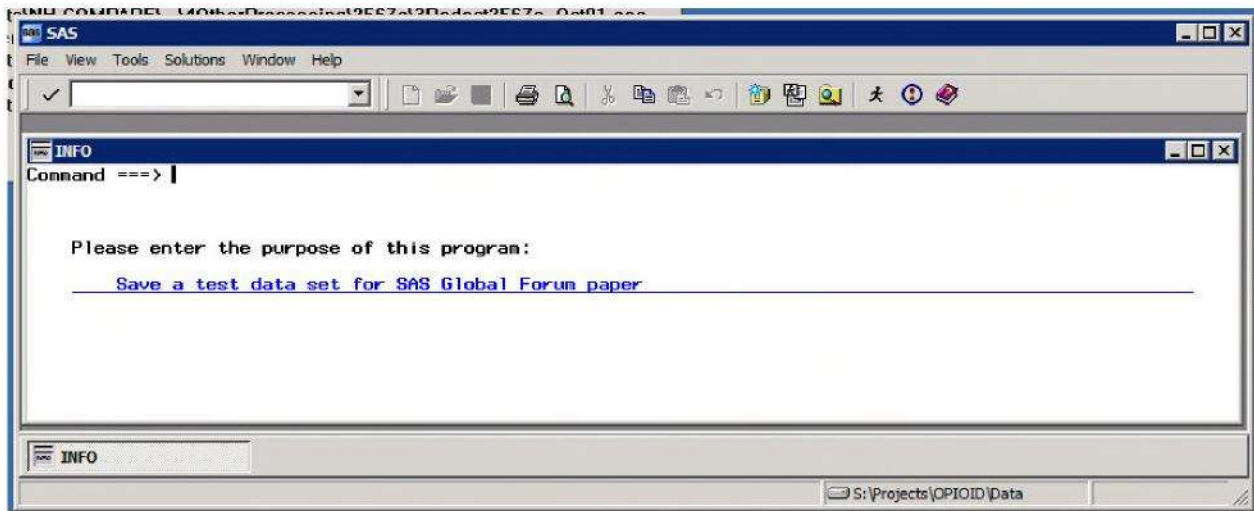 SAS
File View Tools Solutions Window Help
INFO
Command ===>
Please enter the purpose of this program:
Save a test data set for SAS Global Forum paper
INFO
S:\Projects\OPIOID\Data